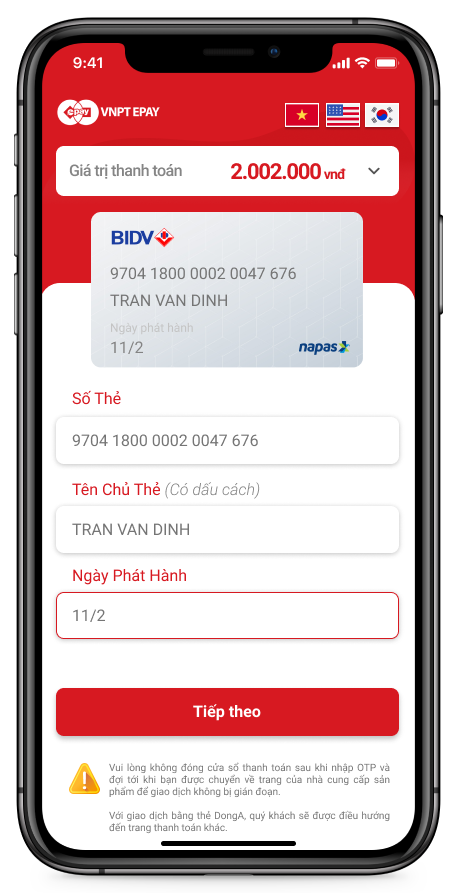 9:41
epay VNPT EPAY
Giá trị thanh toán 2.002.000 vnđ
BIDV
9704 1800 0002 0047 676
TRAN VAN DINH
Ngày phát hành
11/2
napas
Số Thẻ
9704 1800 0002 0047 676
Tên Chủ Thẻ (Có dấu cách)
TRAN VAN DINH
Ngày Phát Hành
11/2
Tiếp theo
Vui lòng không đóng cửa sổ thanh toán sau khi nhập OTP và
đợi tới khi bạn được chuyển về trang của nhà cung cấp sản
phẩm để giao dịch không bị gián đoạn.
Với giao dịch bằng thẻ DongA, quý khách sẽ được điều hướng
đến trang thanh toán khác.